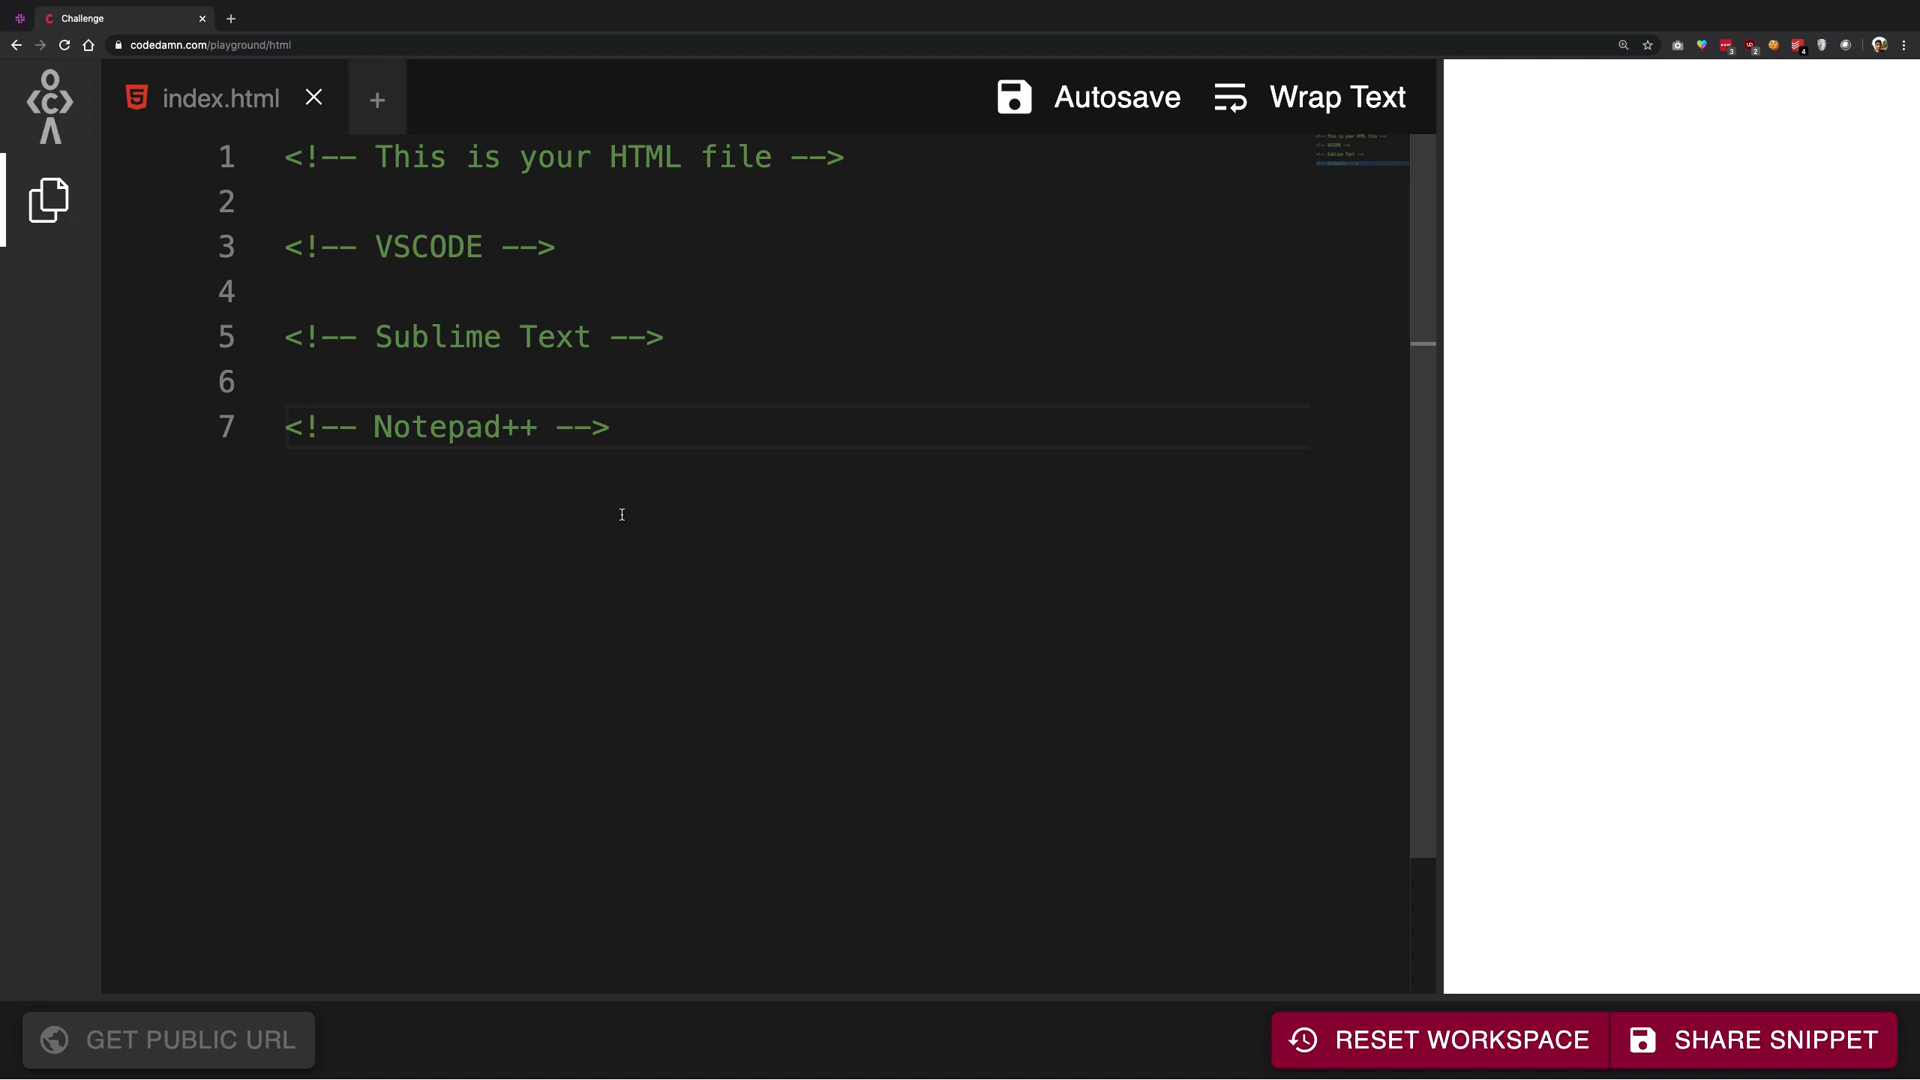 Challenge
codedamn.com/playground/html
index.html
Autosave
Wrap Text
1 <!-- This is your HTML file -->
2
3 <!-- VSCODE -->
4
5 <!-- Sublime Text -->
6
7 <!-- Notepad++ -->
GET PUBLIC URL
RESET WORKSPACE
SHARE SNIPPET